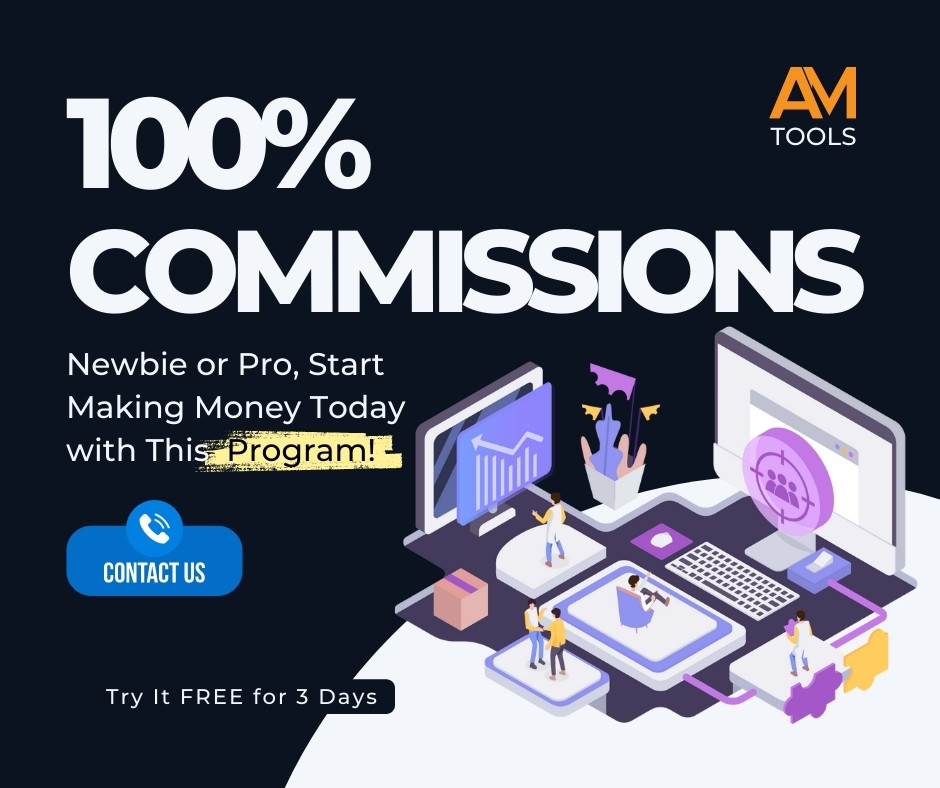 AM
TOOLS
100%
COMMISSIONS
Newbie or Pro, Start
Making Money Today
with This Program!
CONTACT US
Try It FREE for 3 Days